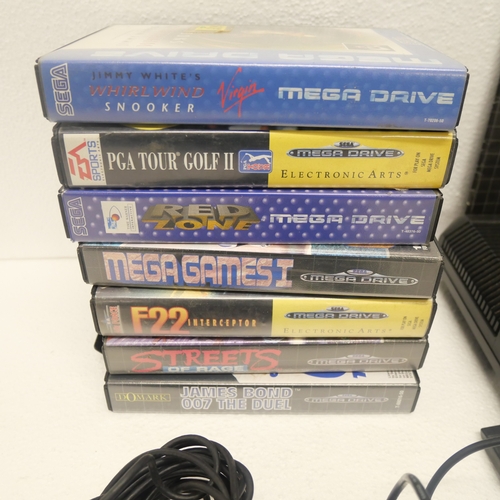 SEGA
JIMMY WHITE'S
WHIRLWIND
SNOOKER
Virgin
MEGA DRIVE
EA SPORTS
PGA TOUR GOLF II
SEGA
MEGA DRIVE
ELECTRONIC ARTS
SEGA
RED ZONE
MEGA DRIVE
MEGA GAMES I
MEGA DRIVE
F22 INTERCEPTOR
SEGA
MEGA DRIVE
ELECTRONIC ARTS
STREETS
OF RAGE
MEGA DRIVE
DOMARK
JAMES BOND
007 THE DUEL
MEGA DRIVE